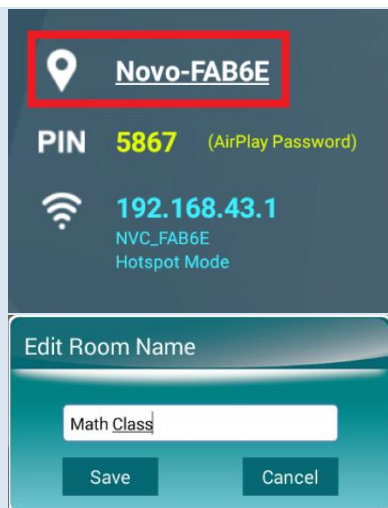 Novo-FAB6E
PIN 5867 (AirPlay Password)
192.168.43.1
NVC_FAB6E
Hotspot Mode
Edit Room Name
Math Class
Save Cancel